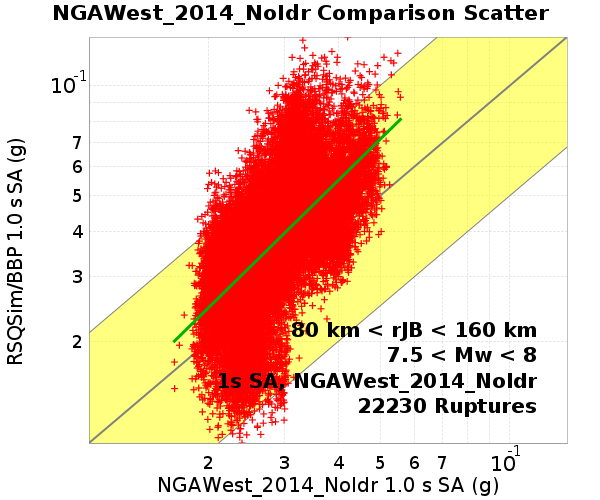 NGAWest_2014_NoIdr Comparison Scatter
RSQSim/BBP 1.0 s SA (g)
10-1
7
6
5
4
3
2
80 km < rJB < 160 km
7.5 < Mw < 8
1s SA, NGAWest_2014_NoIdr
22230 Ruptures
2 3 4 5 6 7 10-1
NGAWest_2014_NoIdr 1.0 s SA (g)